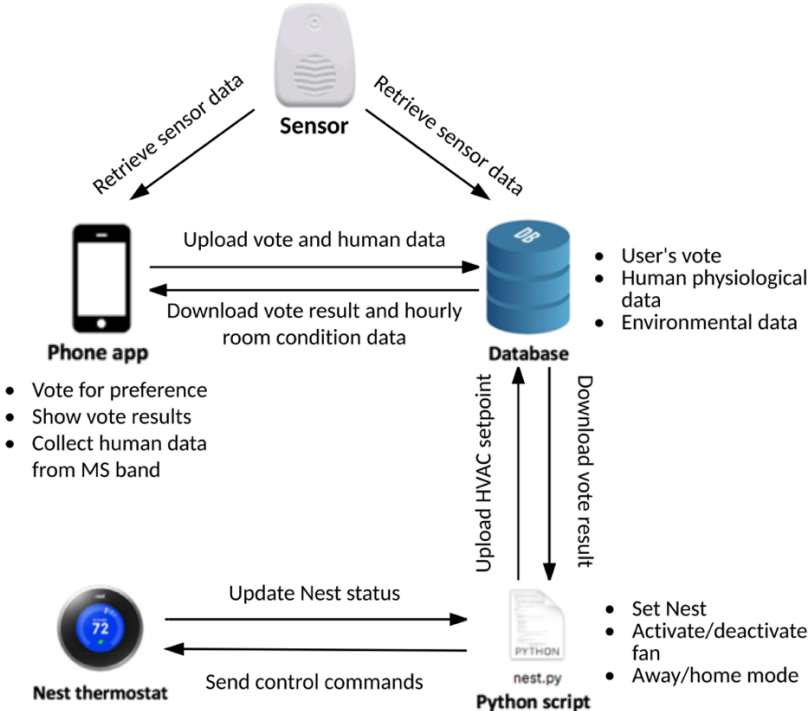 Sensor
Retrieve sensor data
Retrieve sensor data
Upload vote and human data
Download vote result and hourly
room condition data
Phone app
• Vote for preference
• Show vote results
• Collect human data
from MS band
DB
Database
• User's vote
• Human physiological
data
• Environmental data
Upload HVAC setpoint
Download vote result
Update Nest status
Send control commands
72
Nest thermostat
PYTHON
nest.py
Python script
• Set Nest
• Activate/deactivate
fan
• Away/home mode